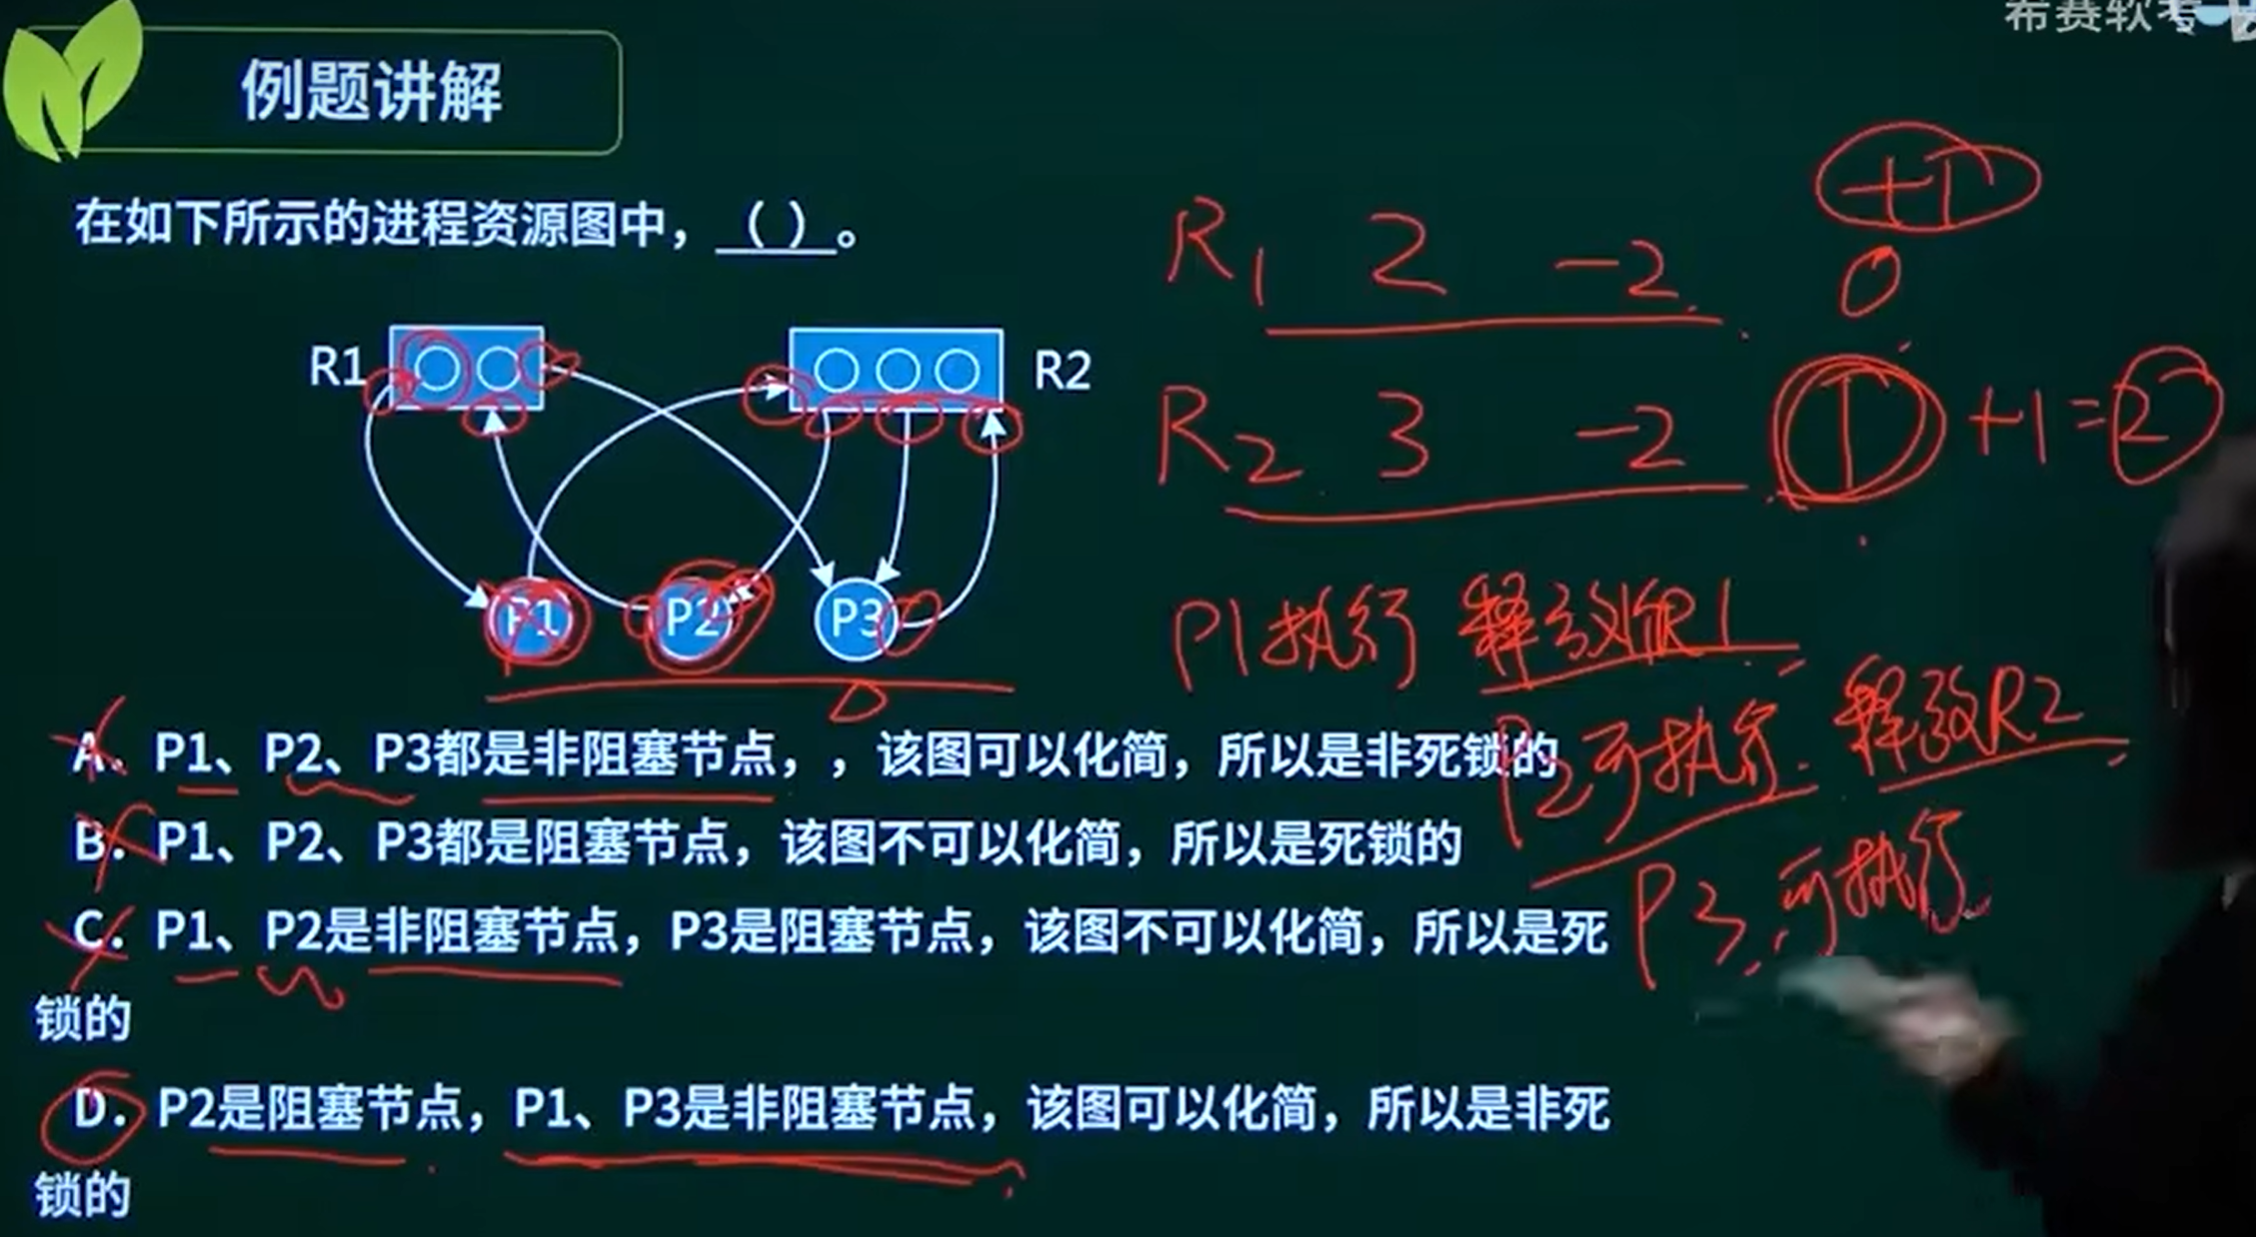 布赛软考
例题讲解
在如下所示的进程资源图中，（ ）。
R1
R2
P1
P2
P3
A、P1、P2、P3都是非阻塞节点，，该图可以化简，所以是非死锁的
B．P1、P2、P3都是阻塞节点，该图不可以化简，所以是死锁的
C．P1、P2是非阻塞节点，P3是阻塞节点，该图不可以化简，所以是死
锁的
D．P2是阻塞节点，P1、P3是非阻塞节点，该图可以化简，所以是非死
锁的
+1
R1 2 -2 0
R2 3 -2 1 +1=2
P1执行 释放R1
P2可执行 释放R2
P3可执行